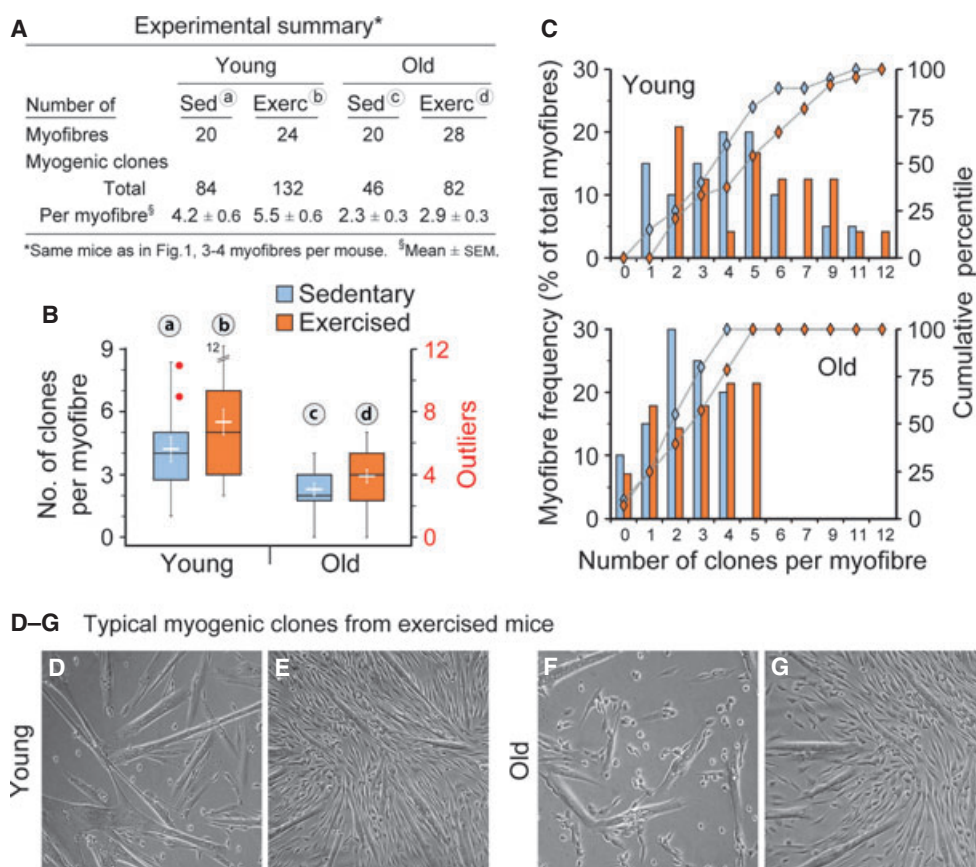 A
Experimental summary*
Young Old
Number of Sed ⓐ Exerc ⓑ Sed ⓒ Exerc ⓓ
Myofibres 20 24 20 28
Myogenic clones
Total 84 132 46 82
Per myofibre§ 4.2 ± 0.6 5.5 ± 0.6 2.3 ± 0.3 2.9 ± 0.3
*Same mice as in Fig.1, 3-4 myofibres per mouse. §Mean ± SEM.
B
Sedentary
Exercised
a b c d
12
No. of clones
per myofibre
9
6
3
0
12
8
4
0
Outliers
Young Old
C
Young
Myofibre frequency (% of total myofibres)
30
20
10
0
100
75
50
25
0
Cumulative percentile
0 1 2 3 4 5 6 7 9 11 12
Old
30
20
10
0
100
75
50
25
0
0 1 2 3 4 5 6 7 9 11 12
Number of clones per myofibre
D–G Typical myogenic clones from exercised mice
Young
D E
Old
F G